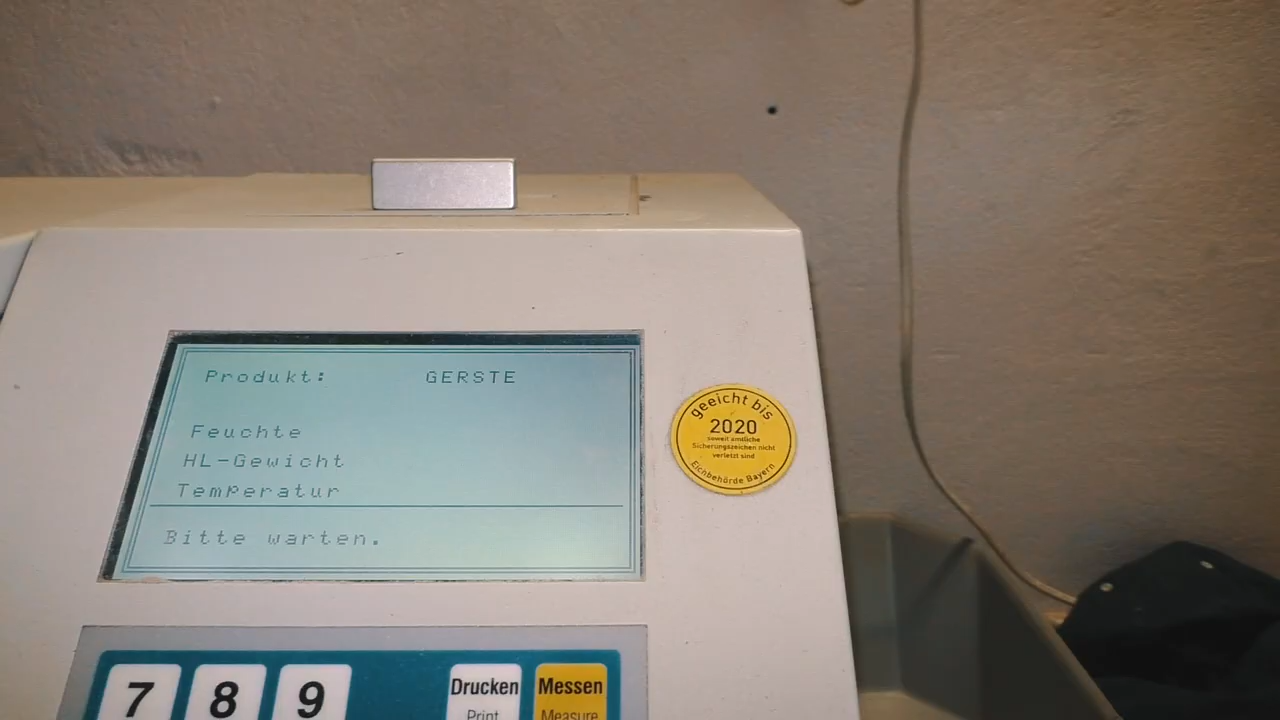 Produkt: GERSTE
Feuchte
HL-Gewicht
Temperatur
Bitte warten.
geeicht bis
2020
soweit amtliche
Sicherungszeichen nicht
verletzt sind
Eichbehörde Bayern
7 8 9 Drucken Messen
Print Measure